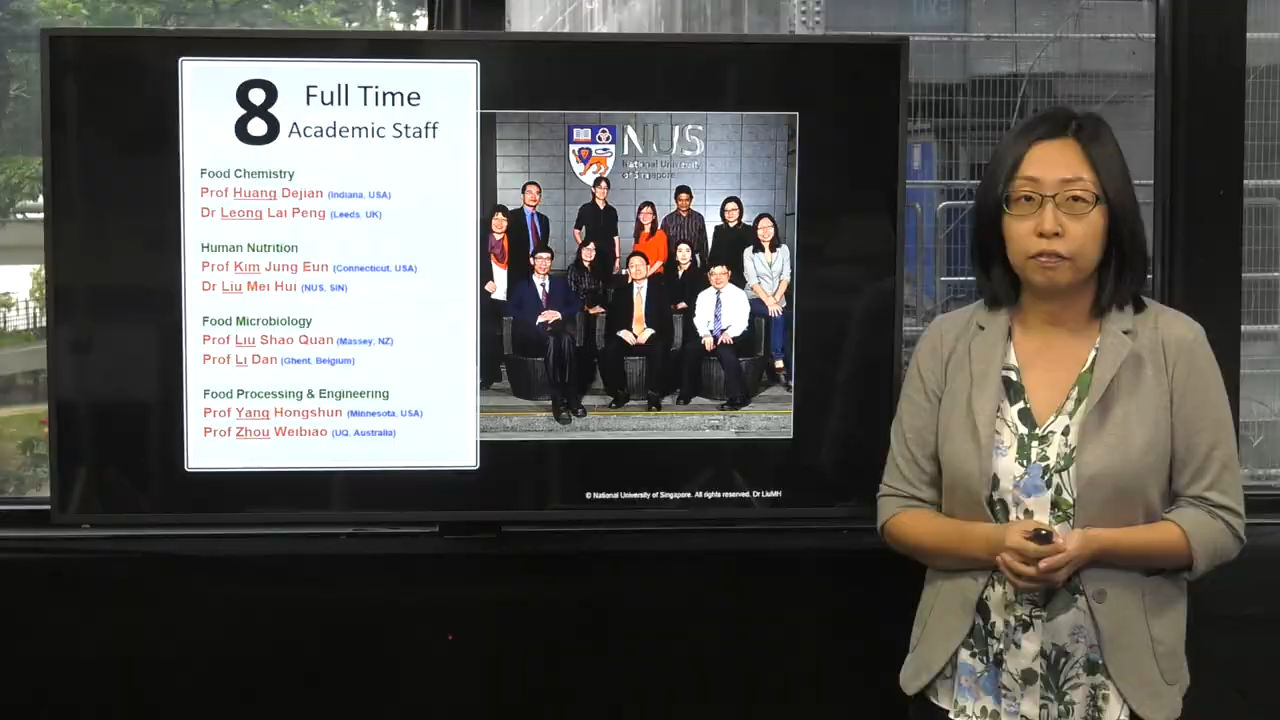 8 Full Time
Academic Staff
Food Chemistry
Prof Huang Dejian (Indiana, USA)
Dr Leong Lai Peng (Leeds, UK)
Human Nutrition
Prof Kim Jung Eun (Connecticut, USA)
Dr Liu Mei Hui (NUS, SIN)
Food Microbiology
Prof Liu Shao Quan (Massey, NZ)
Prof Li Dan (Ghent, Belgium)
Food Processing & Engineering
Prof Yang Hongshun (Minnesota, USA)
Prof Zhou Weibiao (UQ, Australia)
NUS
National University
of Singapore
© National University of Singapore. All rights reserved. Dr LiuMH